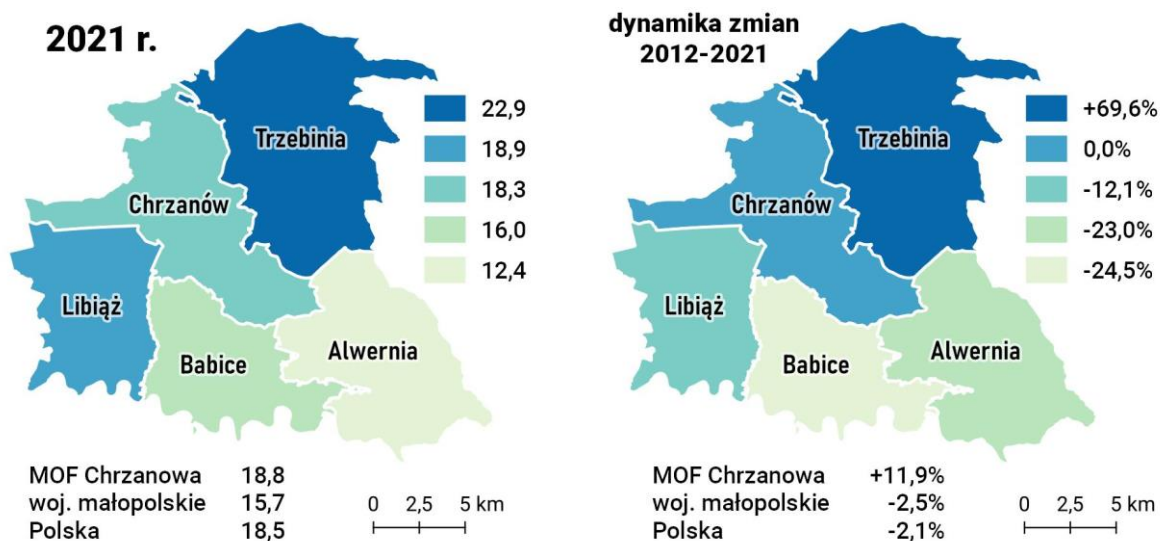 2021 r.
22,9
18,9
18,3
16,0
12,4
Trzebinia
Chrzanów
Libiąż
Babice
Alwernia
MOF Chrzanowa 18,8
woj. małopolskie 15,7
Polska 18,5
0 2,5 5 km
dynamika zmian
2012-2021
+69,6%
0,0%
-12,1%
-23,0%
-24,5%
Trzebinia
Chrzanów
Libiąż
Babice
Alwernia
MOF Chrzanowa +11,9%
woj. małopolskie -2,5%
Polska -2,1%
0 2,5 5 km